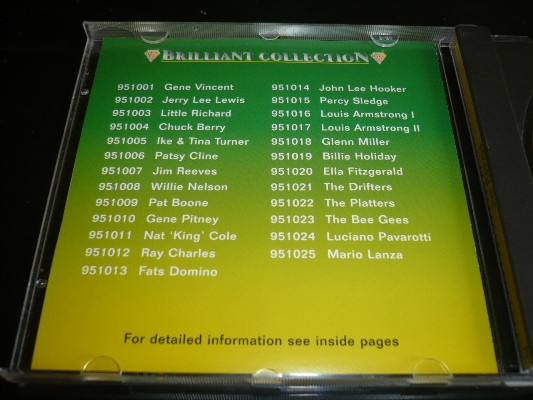 BRILLIANT COLLECTION
951001 Gene Vincent
951002 Jerry Lee Lewis
951003 Little Richard
951004 Chuck Berry
951005 Ike & Tina Turner
951006 Patsy Cline
951007 Jim Reeves
951008 Willie Nelson
951009 Pat Boone
951010 Gene Pitney
951011 Nat 'King' Cole
951012 Ray Charles
951013 Fats Domino
951014 John Lee Hooker
951015 Percy Sledge
951016 Louis Armstrong I
951017 Louis Armstrong II
951018 Glenn Miller
951019 Billie Holiday
951020 Ella Fitzgerald
951021 The Drifters
951022 The Platters
951023 The Bee Gees
951024 Luciano Pavarotti
951025 Mario Lanza
For detailed information see inside pages